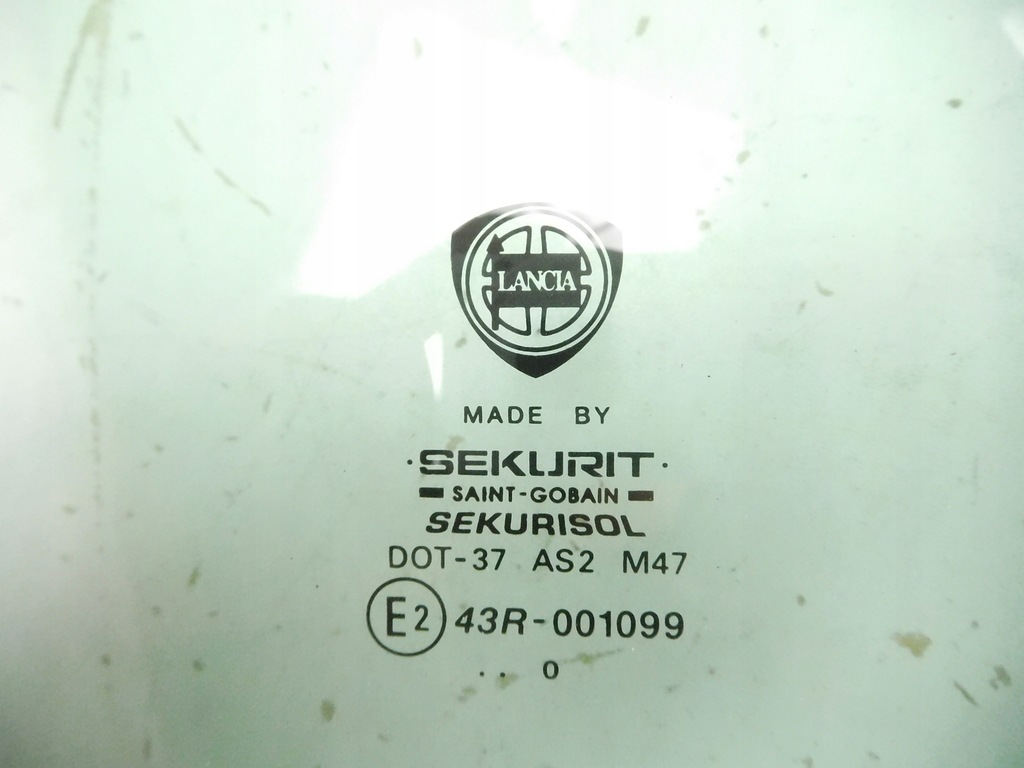 LANCIA
MADE BY
·SEKURIT·
SAINT-GOBAIN
SEKURISOL
DOT-37 AS2 M47
E2 43R-001099
. . 0